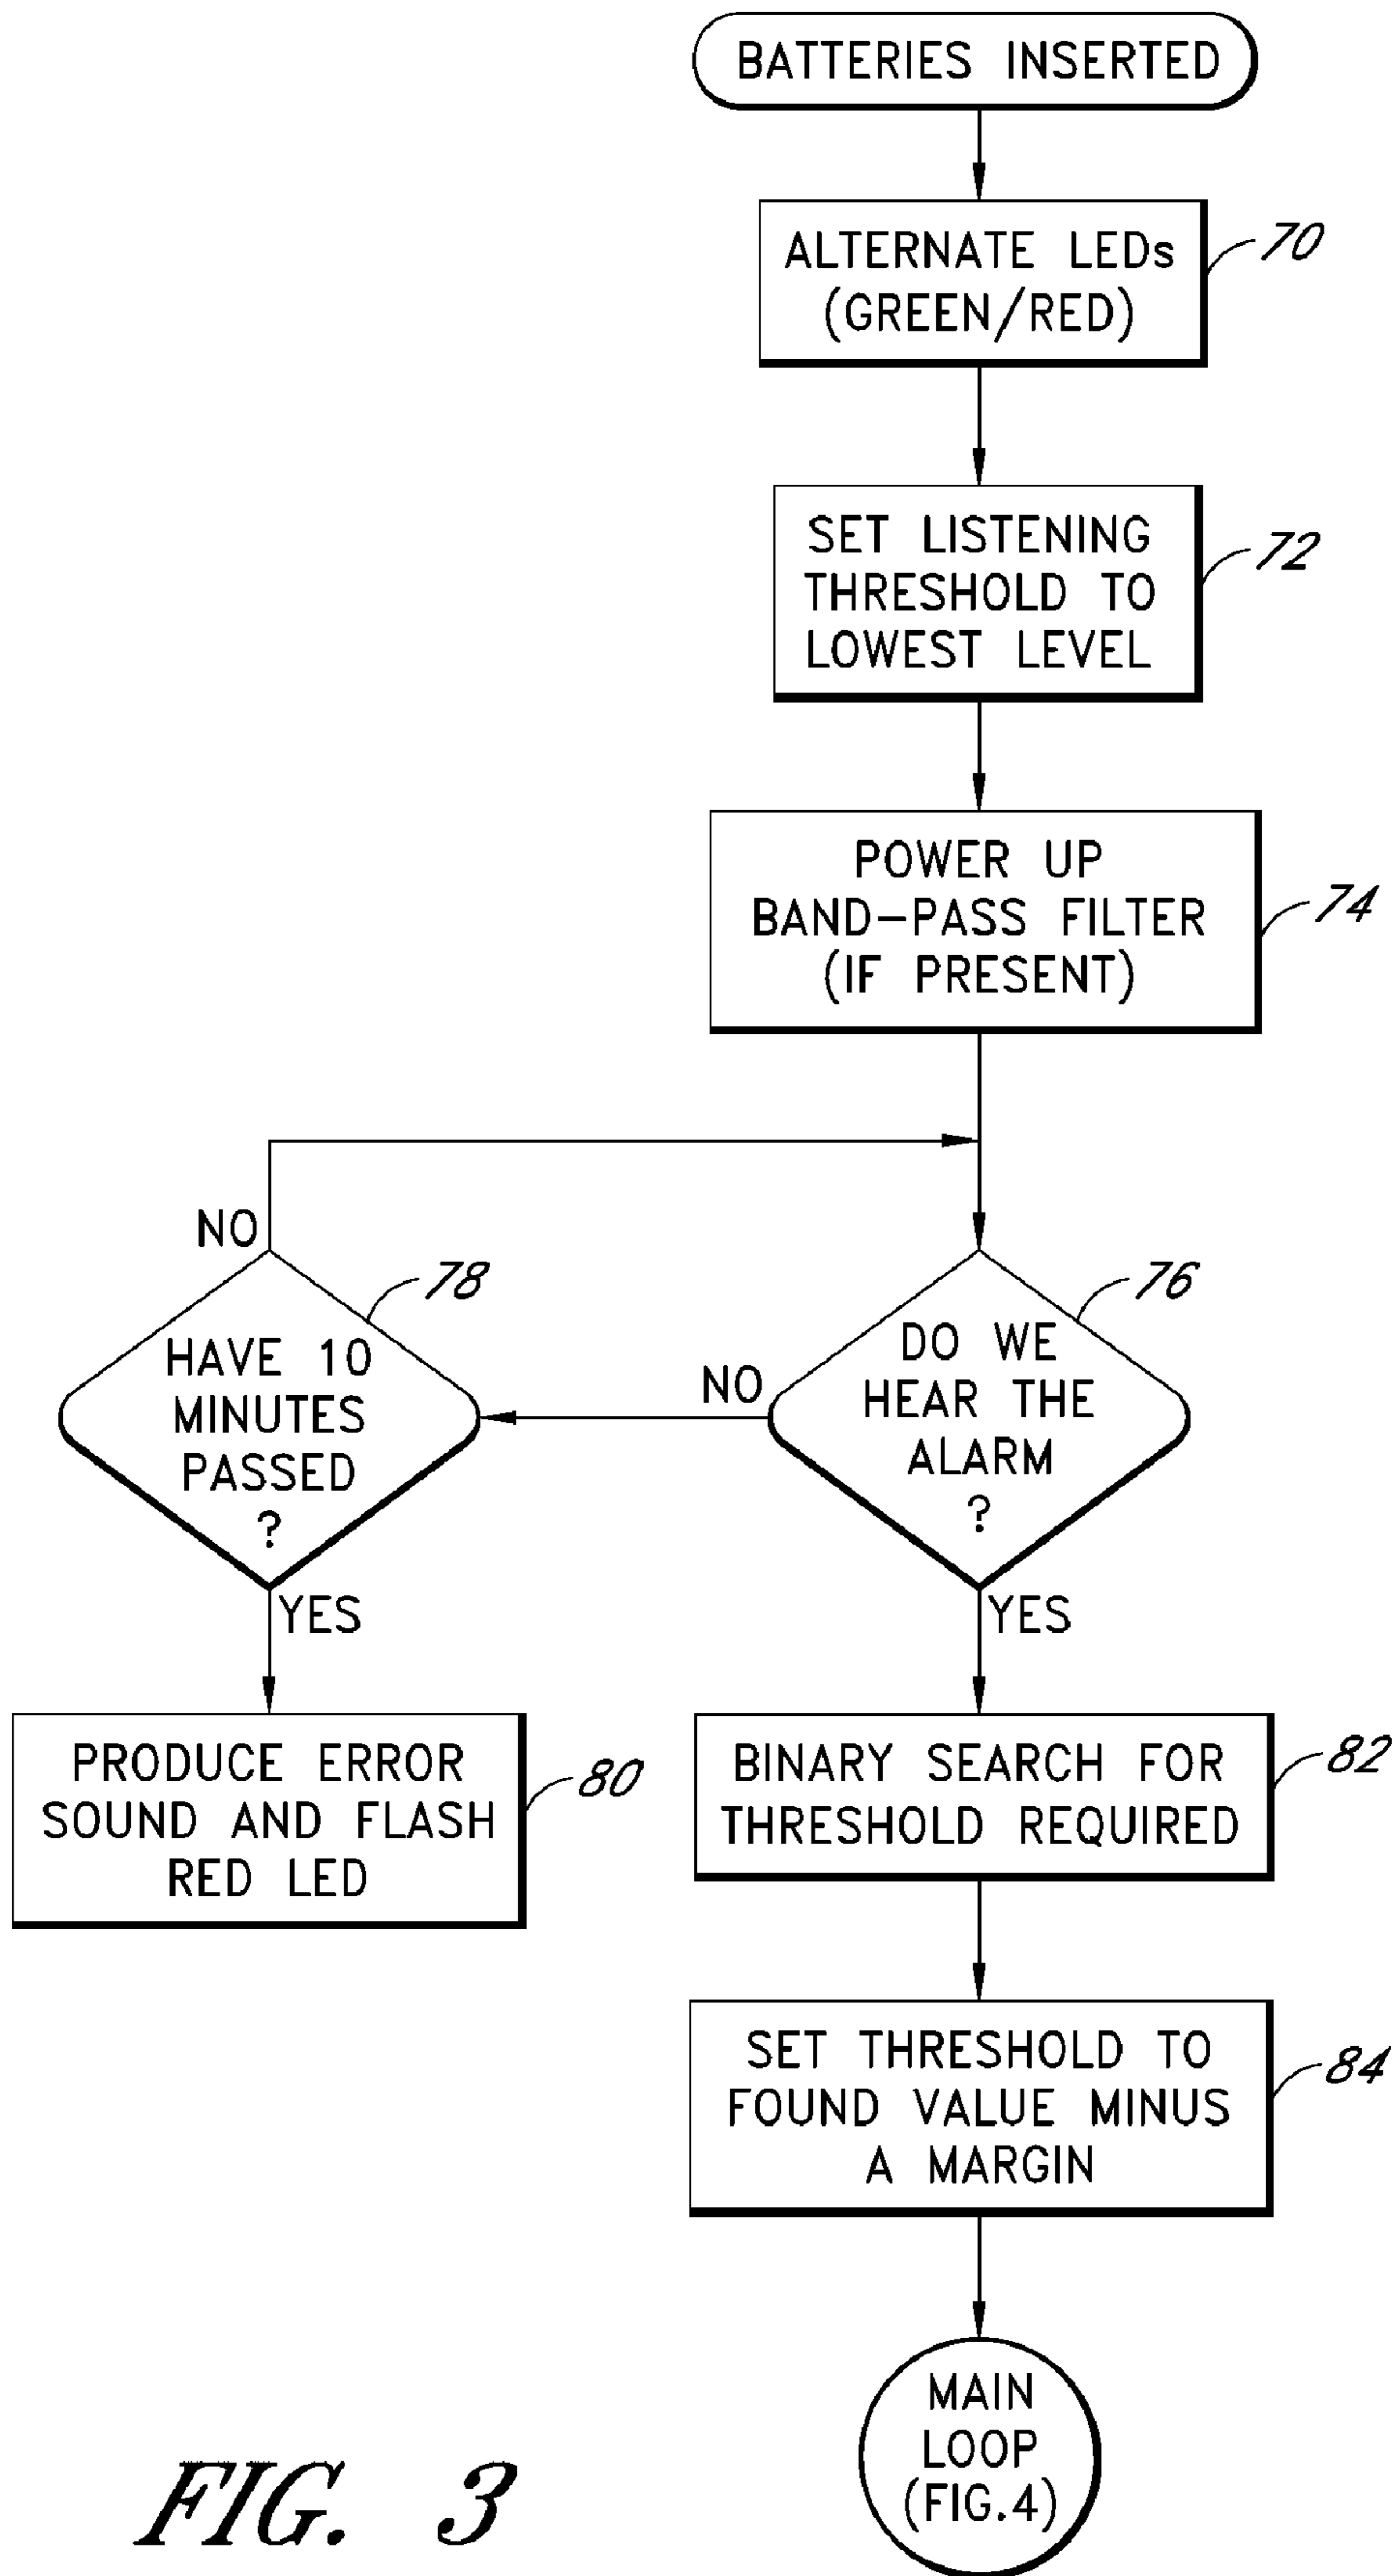 BATTERIES INSERTED
ALTERNATE LEDs
(GREEN/RED)
70
SET LISTENING
THRESHOLD TO
LOWEST LEVEL
72
POWER UP
BAND-PASS FILTER
(IF PRESENT)
74
NO
78
HAVE 10
MINUTES
PASSED
?
YES
NO
76
DO WE
HEAR THE
ALARM
?
YES
PRODUCE ERROR
SOUND AND FLASH
RED LED
80
BINARY SEARCH FOR
THRESHOLD REQUIRED
82
SET THRESHOLD TO
FOUND VALUE MINUS
A MARGIN
84
MAIN
LOOP
(FIG.4)
FIG. 3